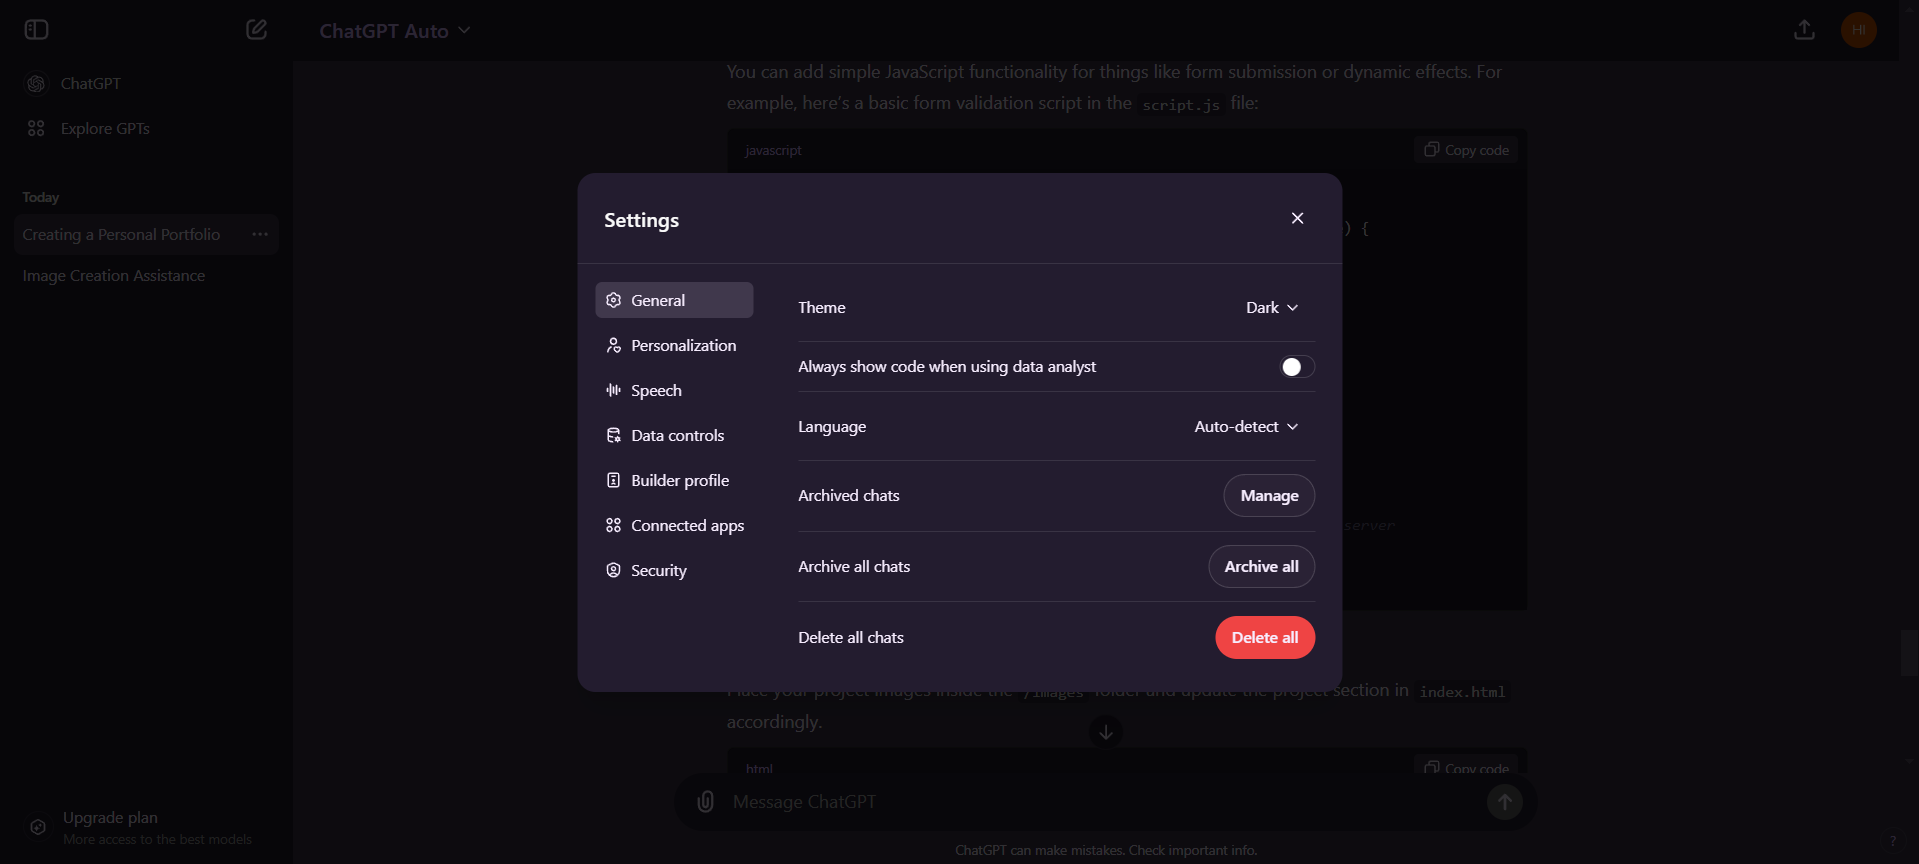 ChatGPT Auto
HI
ChatGPT
Explore GPTs
Today
Creating a Personal Portfolio
Image Creation Assistance
Upgrade plan
More access to the best models
You can add simple JavaScript functionality for things like form submission or dynamic effects. For
example, here's a basic form validation script in the script.js file:
javascript
Copy code
) {
server
Settings
General
Personalization
Speech
Data controls
Builder profile
Connected apps
Security
Theme
Dark
Always show code when using data analyst
Language
Auto-detect
Archived chats
Manage
Archive all chats
Archive all
Delete all chats
Delete all
Place your project images inside the /images folder and update the project section in index.html
accordingly.
html
Copy code
Message ChatGPT
ChatGPT can make mistakes. Check important info.
?